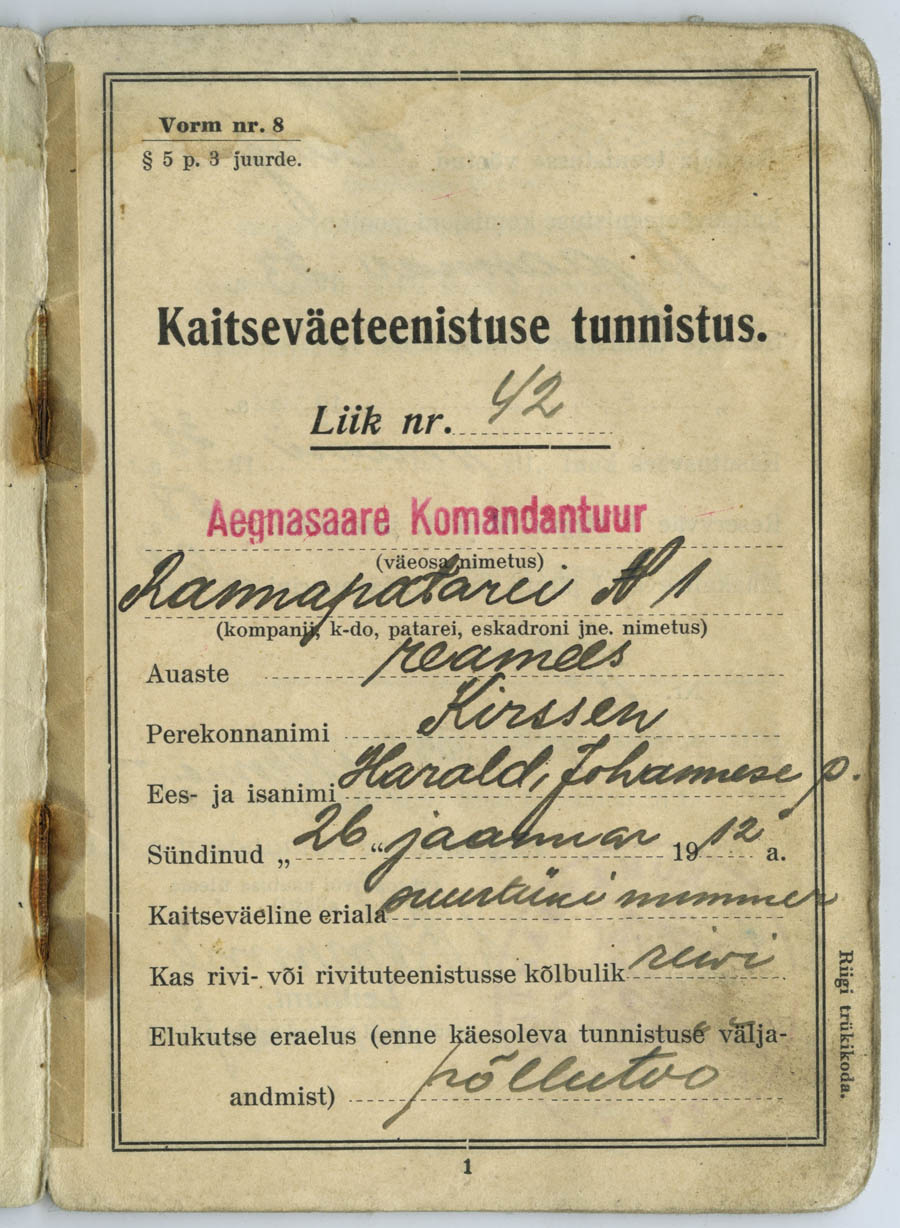 Vorm nr. 8
§ 5 p. 3 juurde.
Kaitseväeteenistuse tunnistus.
Liik nr. 42
Aegnasaare Komandantuur
(väeosa nimetus)
Rannapatarei № 1
(kompanii, k-do, patarei, eskadroni jne. nimetus)
Auaste reamees
Perekonnanimi Kirssen
Ees- ja isanimi Harald, Johannese p.
Sündinud „26“ jaanuar 1912 a.
Kaitseväeline eriala suurtüki nummer
Kas rivi- või rivituteenistusse kõlbulik reivi
Elukutse eraelus (enne käesoleva tunnistuse välja-
andmist) põllutöö
Riigi trükikoda.
1